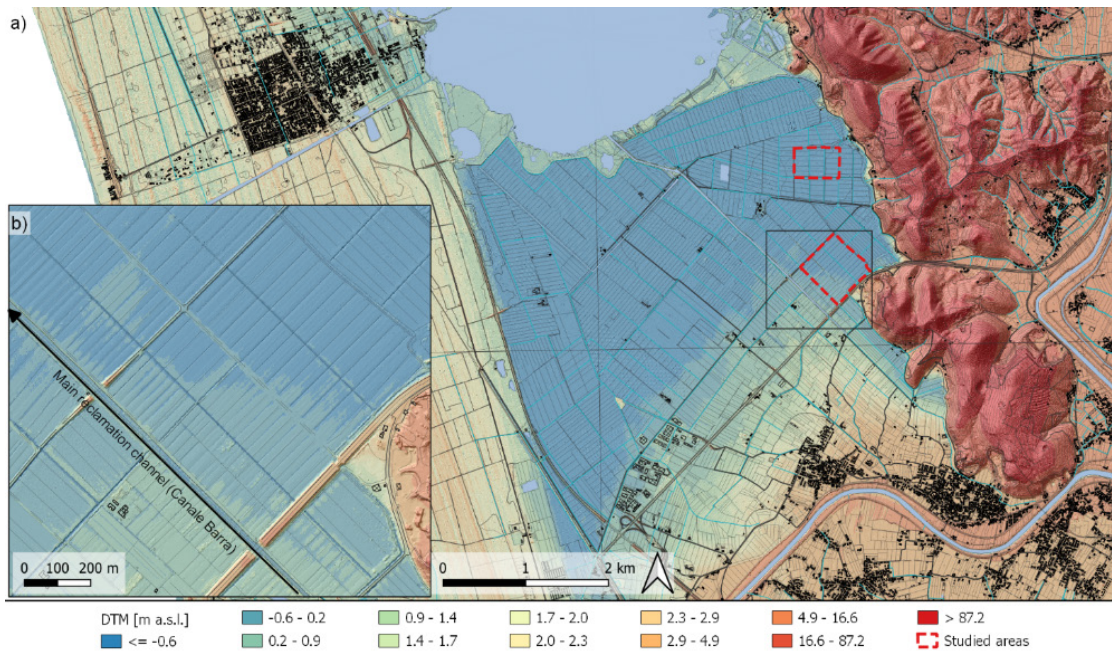 a)
b)
Main reclamation channel (Canale Barra)
0 100 200 m
0 1 2 km
DTM [m a.s.l.]
<= -0.6
-0.6 - 0.2
0.2 - 0.9
0.9 - 1.4
1.4 - 1.7
1.7 - 2.0
2.0 - 2.3
2.3 - 2.9
2.9 - 4.9
4.9 - 16.6
16.6 - 87.2
> 87.2
Studied areas